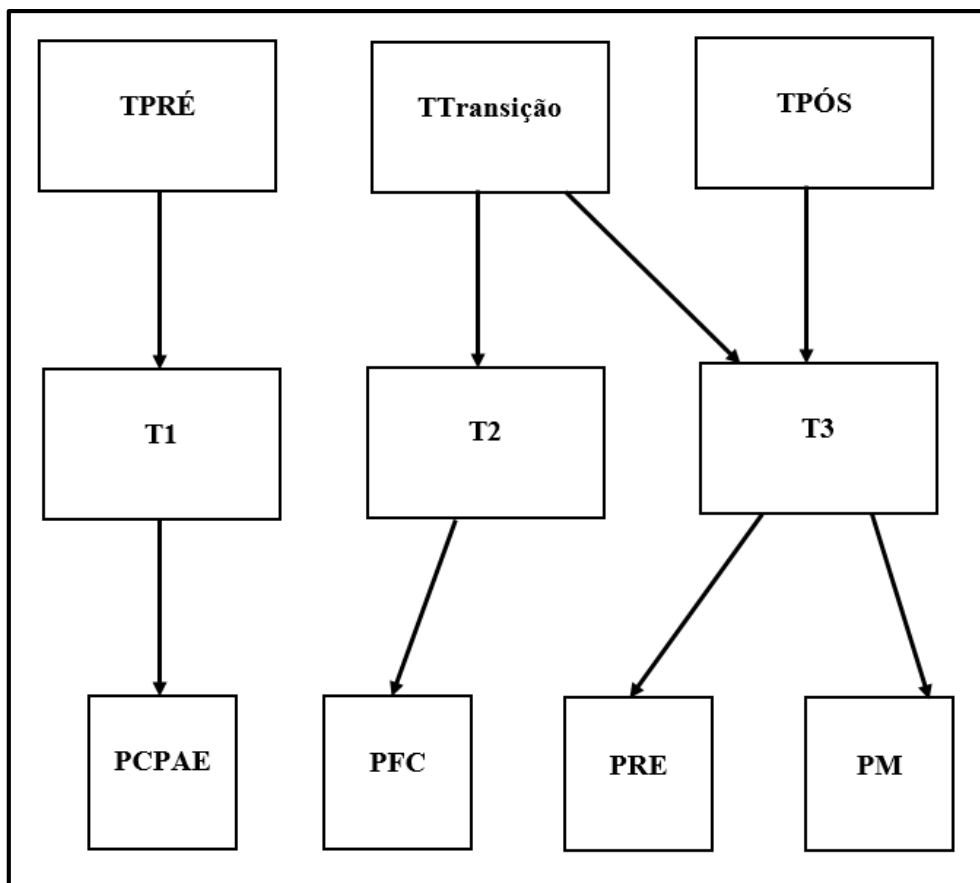 TPRÉ
TTransição
TPÓS
T1
T2
T3
PCPAE
PFC
PRE
PM